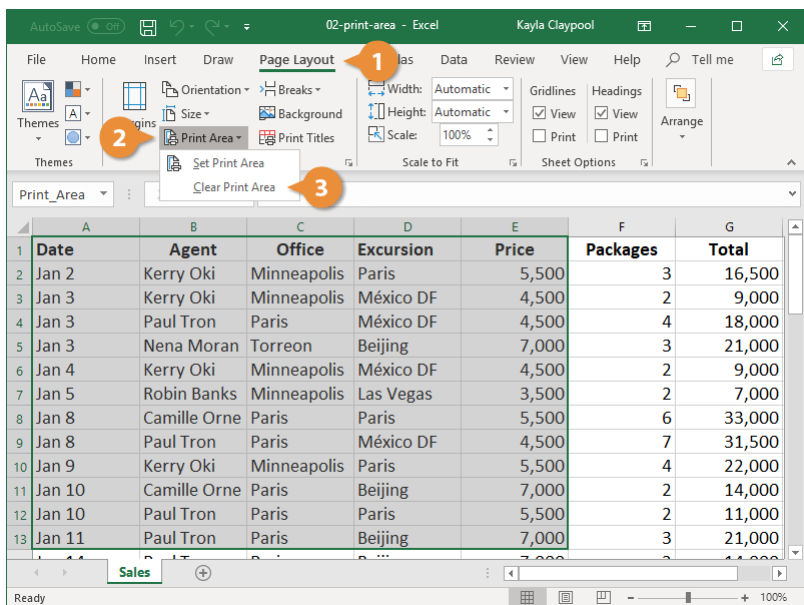 AutoSave Off 02-print-area - Excel Kayla Claypool
File Home Insert Draw Page Layout 1 las Data Review View Help Tell me
Themes
Themes
gins
Orientation
Size
2 Print Area
Breaks
Background
Print Titles
Width: Automatic
Height: Automatic
Scale: 100%
Scale to Fit
Gridlines Headings
View View
Print Print
Sheet Options
Arrange
Set Print Area
Clear Print Area 3
Print_Area
A B C D E F G
1 Date Agent Office Excursion Price Packages Total
2 Jan 2 Kerry Oki Minneapolis Paris 5,500 3 16,500
3 Jan 3 Kerry Oki Minneapolis México DF 4,500 2 9,000
4 Jan 3 Paul Tron Paris México DF 4,500 4 18,000
5 Jan 3 Nena Moran Torreon Beijing 7,000 3 21,000
6 Jan 4 Kerry Oki Minneapolis México DF 4,500 2 9,000
7 Jan 5 Robin Banks Minneapolis Las Vegas 3,500 2 7,000
8 Jan 8 Camille Orne Paris Paris 5,500 6 33,000
9 Jan 8 Paul Tron Paris México DF 4,500 7 31,500
10 Jan 9 Kerry Oki Minneapolis Paris 5,500 4 22,000
11 Jan 10 Camille Orne Paris Beijing 7,000 2 14,000
12 Jan 10 Paul Tron Paris Paris 5,500 2 11,000
13 Jan 11 Paul Tron Paris Beijing 7,000 3 21,000
Sales
Ready 100%